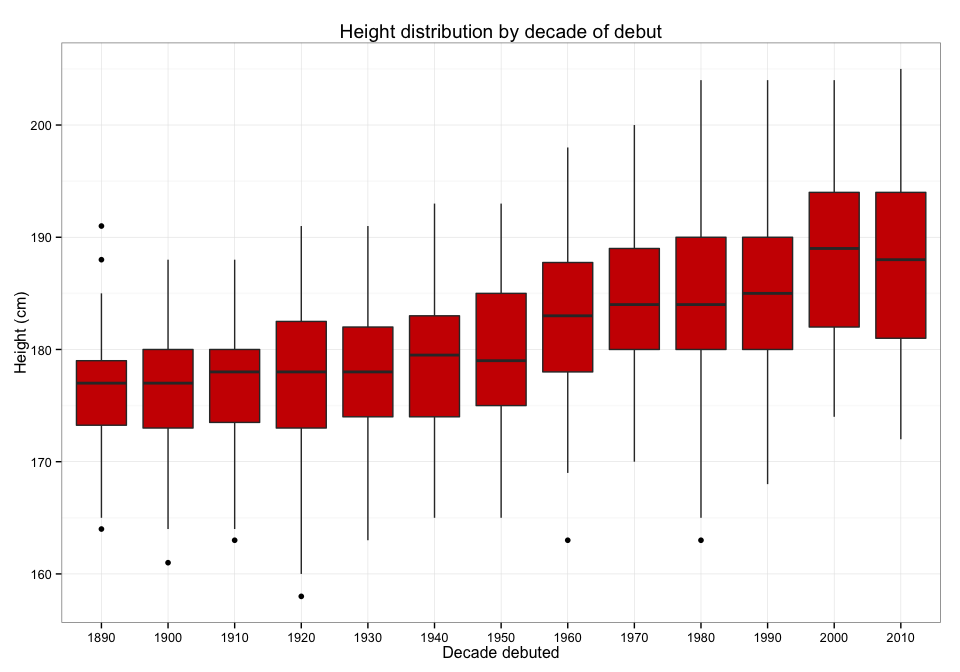 Height distribution by decade of debut
Height (cm)
200
190
180
170
160
1890 1900 1910 1920 1930 1940 1950 1960 1970 1980 1990 2000 2010
Decade debuted